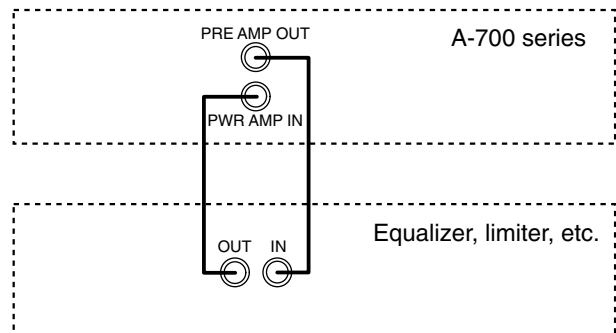 PRE AMP OUT
A-700 series
PWR AMP IN
Equalizer, limiter, etc.
OUT IN